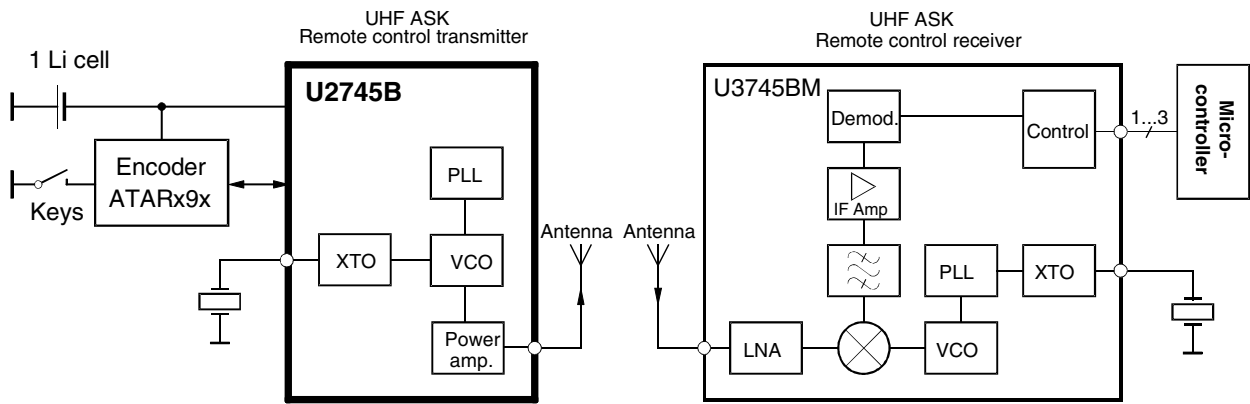 UHF ASK
Remote control transmitter
1 Li cell
U2745B
Encoder
ATARx9x
Keys
PLL
XTO
VCO
Power
amp.
Antenna
Antenna
UHF ASK
Remote control receiver
U3745BM
Demod.
Control
1...3
Micro-
controller
IF Amp
PLL
XTO
LNA
VCO